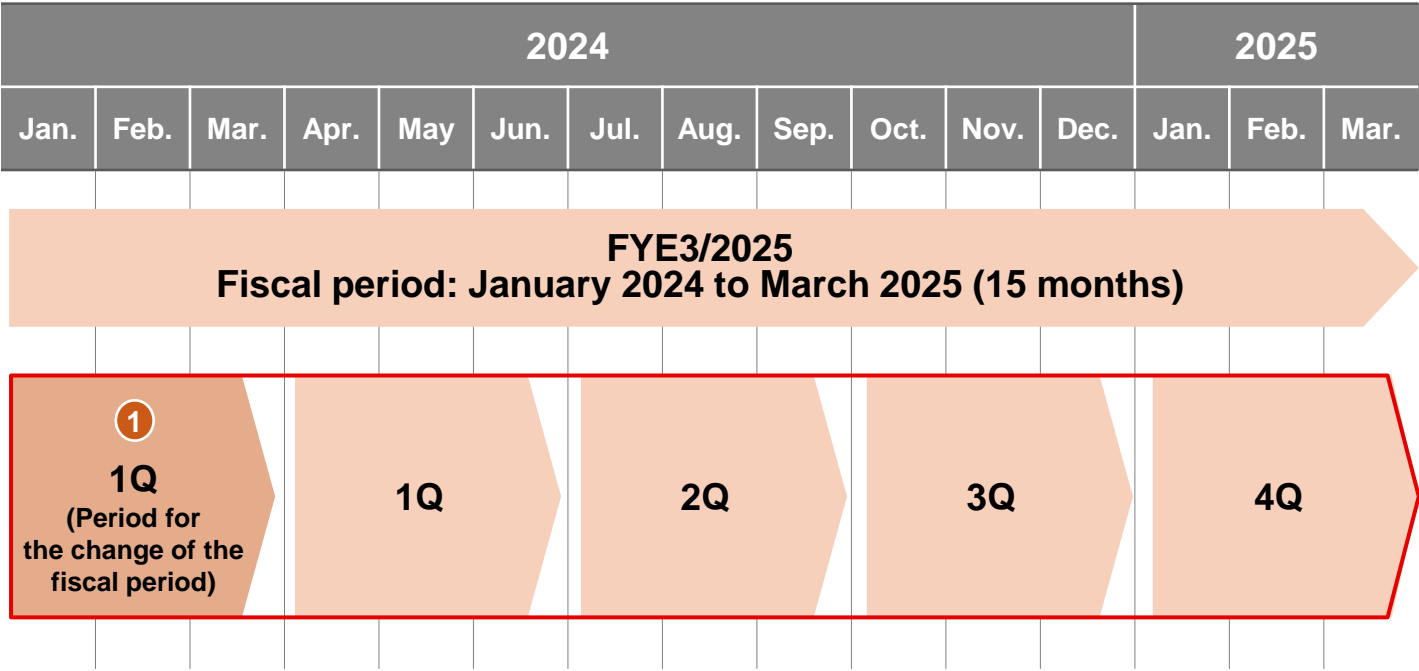 2024 2025
Jan. Feb. Mar. Apr. May Jun. Jul. Aug. Sep. Oct. Nov. Dec. Jan. Feb. Mar.
FYE3/2025
Fiscal period: January 2024 to March 2025 (15 months)
1
1Q
(Period for
the change of the
fiscal period)
1Q
2Q
3Q
4Q